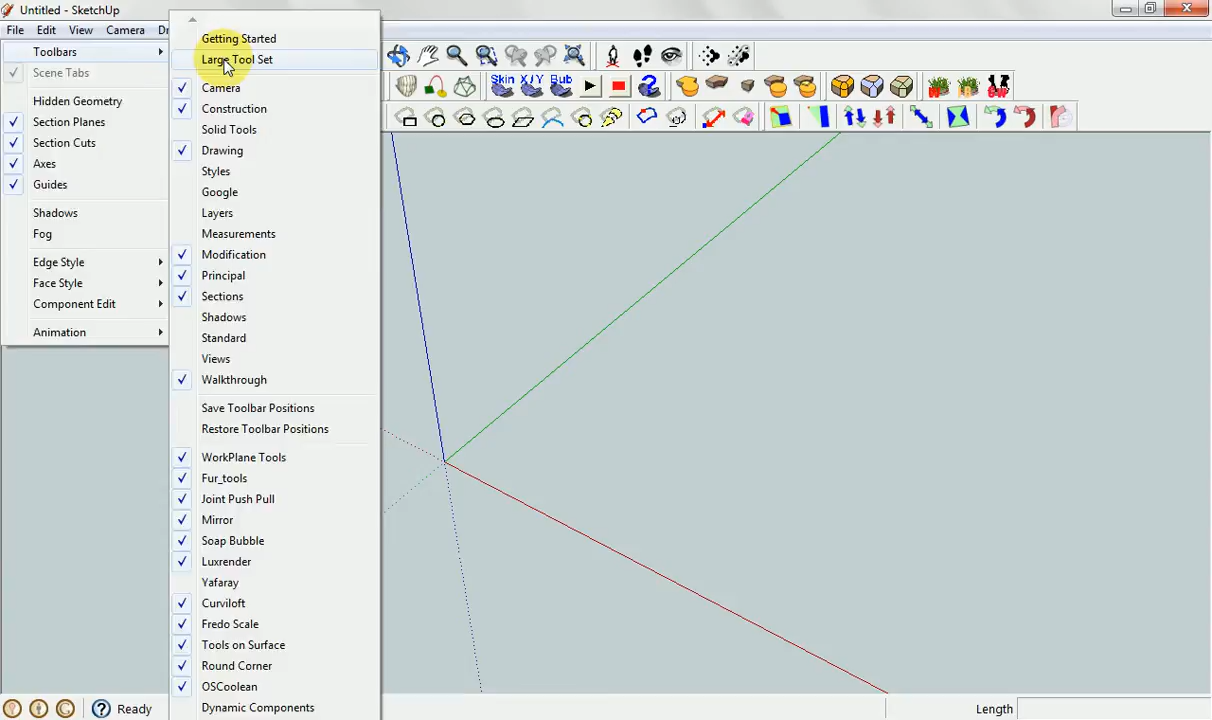 Untitled - SketchUp
File Edit View Camera
Toolbars
Scene Tabs
Hidden Geometry
Section Planes
Section Cuts
Axes
Guides
Shadows
Fog
Edge Style
Face Style
Component Edit
Animation
Getting Started
Large Tool Set
Camera
Construction
Solid Tools
Drawing
Styles
Google
Layers
Measurements
Modification
Principal
Sections
Shadows
Standard
Views
Walkthrough
Save Toolbar Positions
Restore Toolbar Positions
WorkPlane Tools
Fur_tools
Joint Push Pull
Mirror
Soap Bubble
Luxrender
Yafaray
Curviloft
Fredo Scale
Tools on Surface
Round Corner
OSCoolean
Dynamic Components
Skin X/Y Bub
Ready
Length